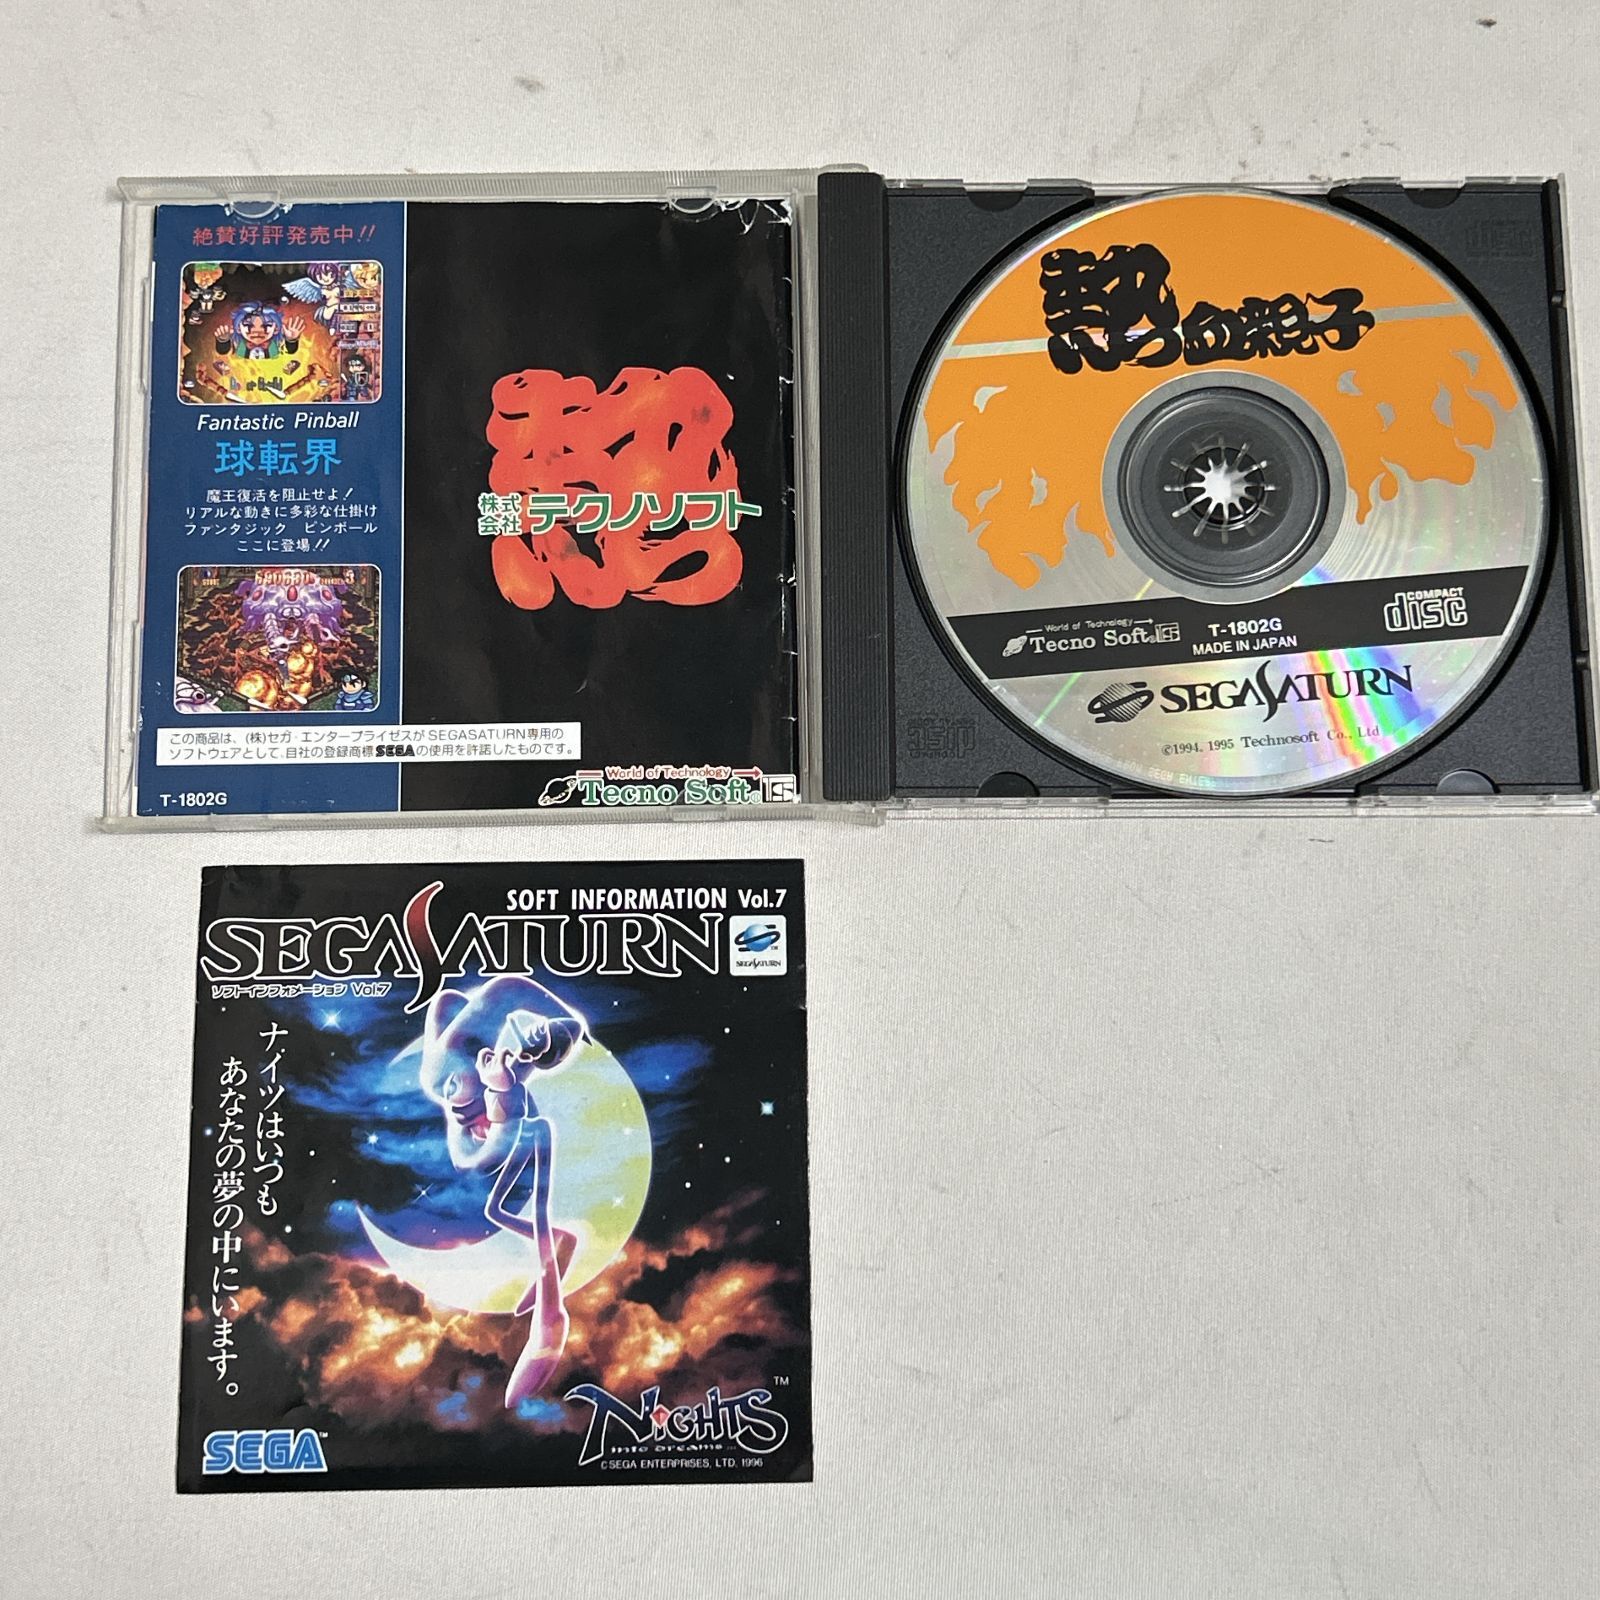 絶賛好評発売中!!
Fantastic Pinball
球転界
魔王復活を阻止せよ!
リアルな動きに多彩な仕掛け
ファンタジック ピンボール
ここに登場!!
この商品は、(株)セガ・エンタープライゼスがSEGASATURN専用の
ソフトウェアとして、自社の登録商標SEGAの使用を許諾したものです。
T-1802G
熱
株式会社 テクノソフト
World of Technology
Tecno Soft®
熱血親子
World of Technology
Tecno Soft®
T-1802G
MADE IN JAPAN
COMPACT
disc
SEGASATURN
©1994, 1995 Technosoft Co., Ltd
SOFT INFORMATION Vol.7
SEGASATURN
SEGASATURN
ソフトインフォメーション Vol.7
ナイツはいつも
あなたの夢の中にいます。
NiGHTS™
into dreams...
© SEGA ENTERPRISES, LTD. 1996
SEGA™